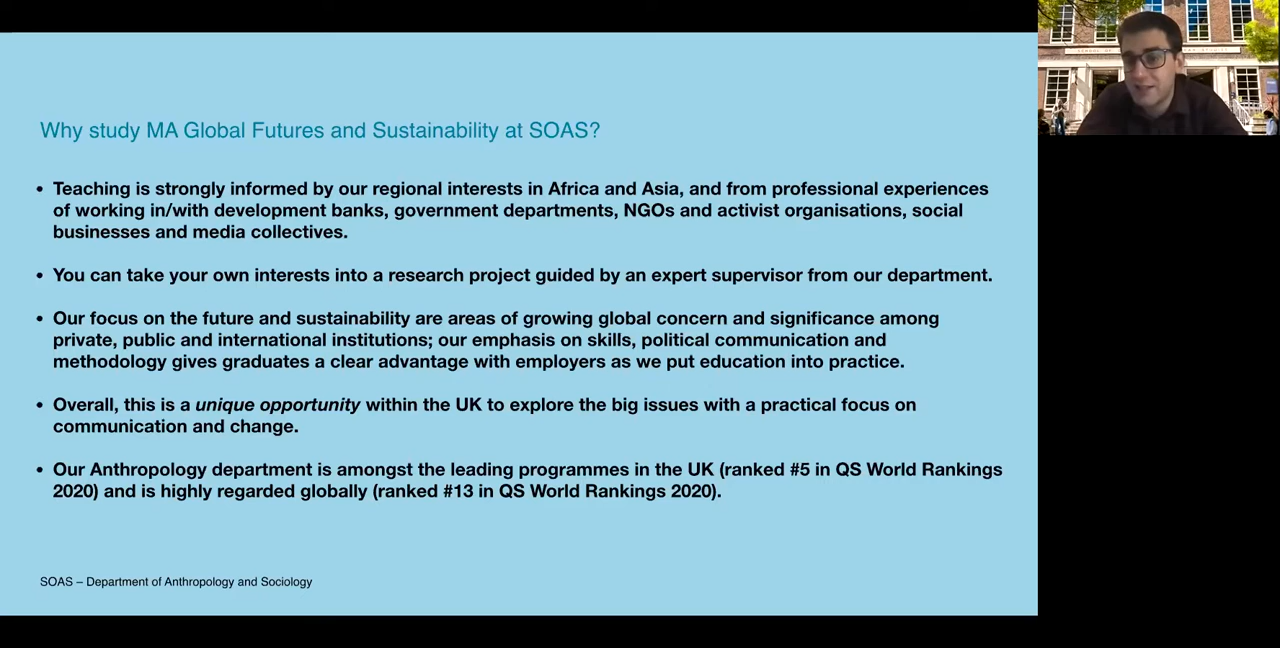 Why study MA Global Futures and Sustainability at SOAS?
• Teaching is strongly informed by our regional interests in Africa and Asia, and from professional experiences
of working in/with development banks, government departments, NGOs and activist organisations, social
businesses and media collectives.
• You can take your own interests into a research project guided by an expert supervisor from our department.
• Our focus on the future and sustainability are areas of growing global concern and significance among
private, public and international institutions; our emphasis on skills, political communication and
methodology gives graduates a clear advantage with employers as we put education into practice.
• Overall, this is a unique opportunity within the UK to explore the big issues with a practical focus on
communication and change.
• Our Anthropology department is amongst the leading programmes in the UK (ranked #5 in QS World Rankings
2020) and is highly regarded globally (ranked #13 in QS World Rankings 2020).
SOAS – Department of Anthropology and Sociology